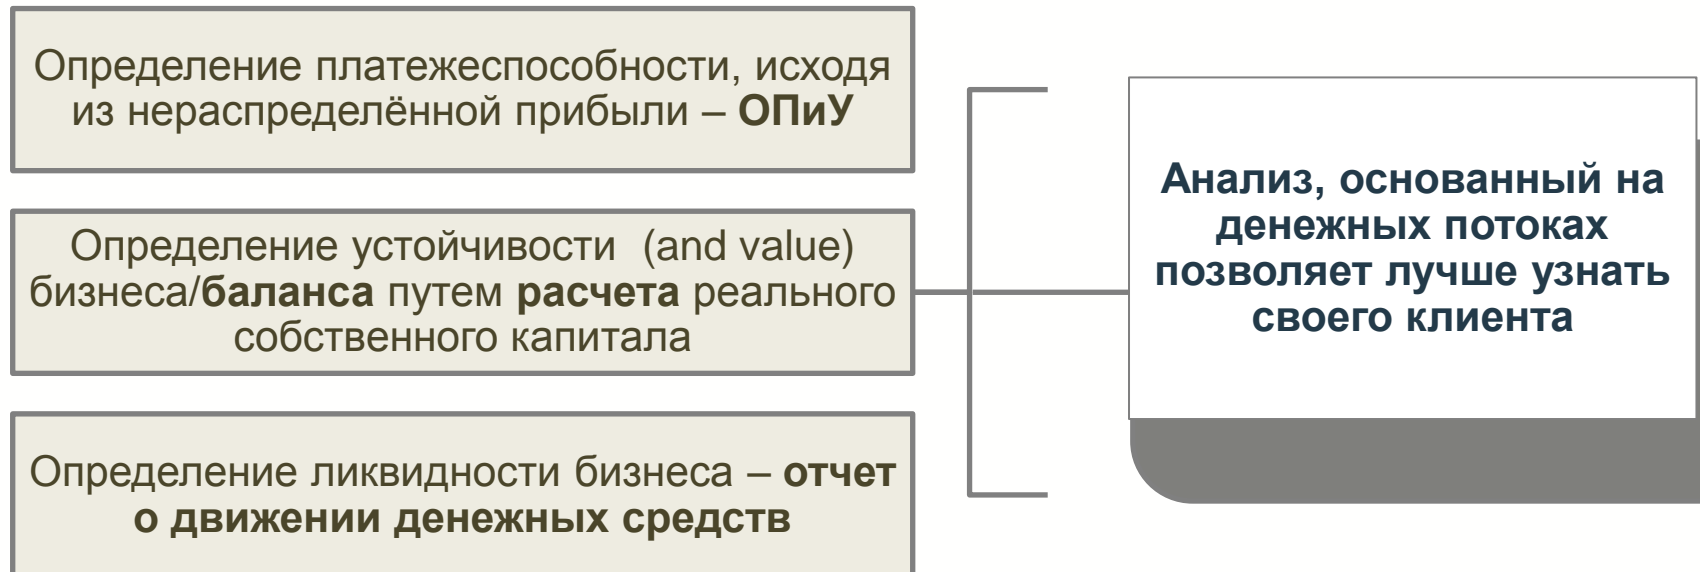 Определение платежеспособности, исходя
из нераспределённой прибыли – ОПиУ
Определение устойчивости (and value)
бизнеса/баланса путем расчета реального
собственного капитала
Определение ликвидности бизнеса – отчет
о движении денежных средств
Анализ, основанный на
денежных потоках
позволяет лучше узнать
своего клиента